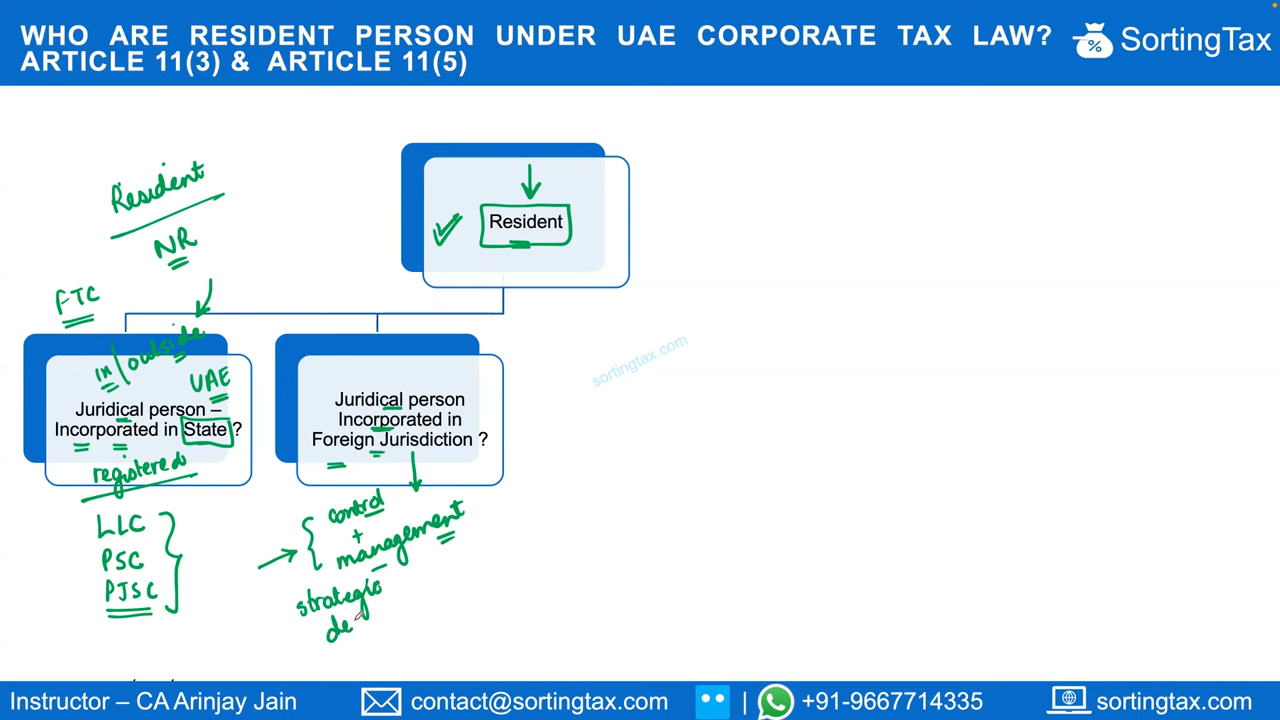 WHO ARE RESIDENT PERSON UNDER UAE CORPORATE TAX LAW?
ARTICLE 11(3) & ARTICLE 11(5)
SortingTax
Resident
NR
FTC
in/outside
UAE
Resident
Juridical person –
Incorporated in State ?
registered
LLC
PSC
PJSC
Juridical person
Incorporated in
Foreign Jurisdiction ?
control
+
management
strategic
de
sortingtax.com
Instructor – CA Arinjay Jain
contact@sortingtax.com
|
+91-9667714335
sortingtax.com